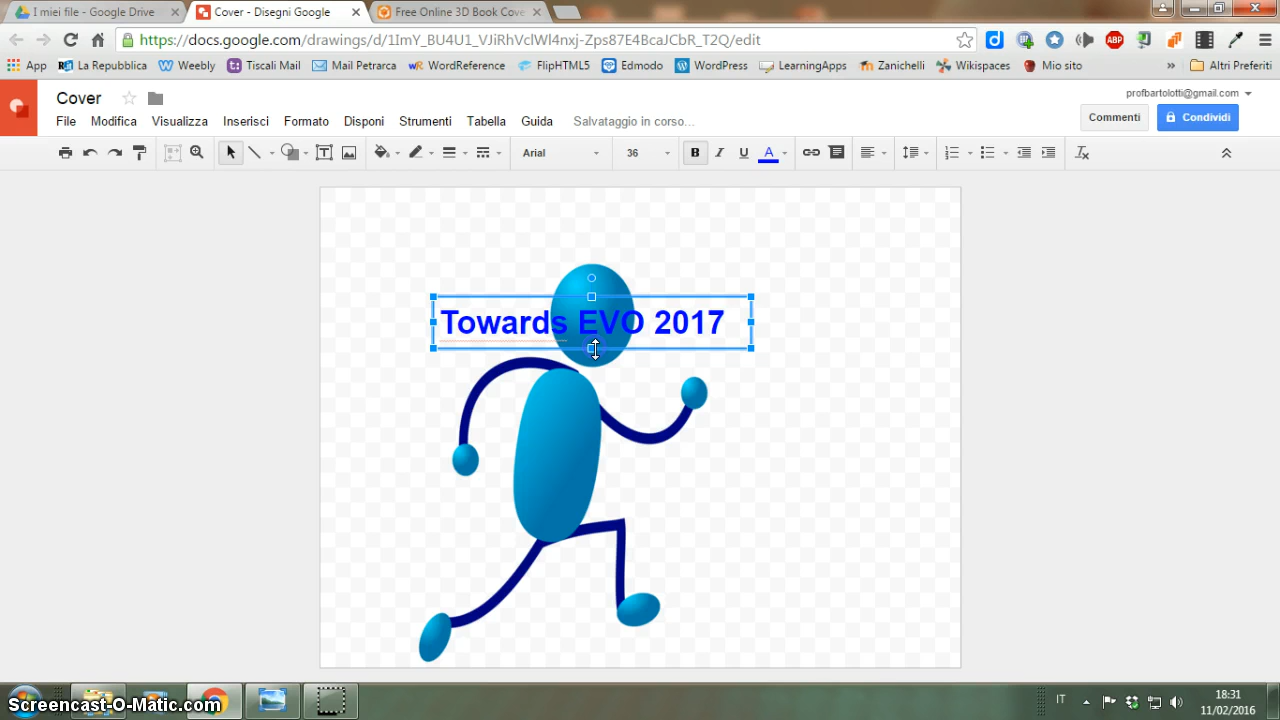 I miei file - Google Drive
Cover - Disegni Google
Free Online 3D Book Cove
https://docs.google.com/drawings/d/1ImY_BU4U1_VJiRhVclWl4nxj-Zps87E4BcaJCbR_T2Q/edit
App La Repubblica Weebly Tiscali Mail Mail Petrarca WordReference FlipHTML5 Edmodo WordPress LearningApps Zanichelli Wikispaces Mio sito » Altri Preferiti
Cover
profbartolotti@gmail.com
File Modifica Visualizza Inserisci Formato Disponi Strumenti Tabella Guida Salvataggio in corso...
Commenti
Condividi
Arial 36 B I U A
Towards EVO 2017
IT
18:31
11/02/2016
Screencast-O-Matic.com